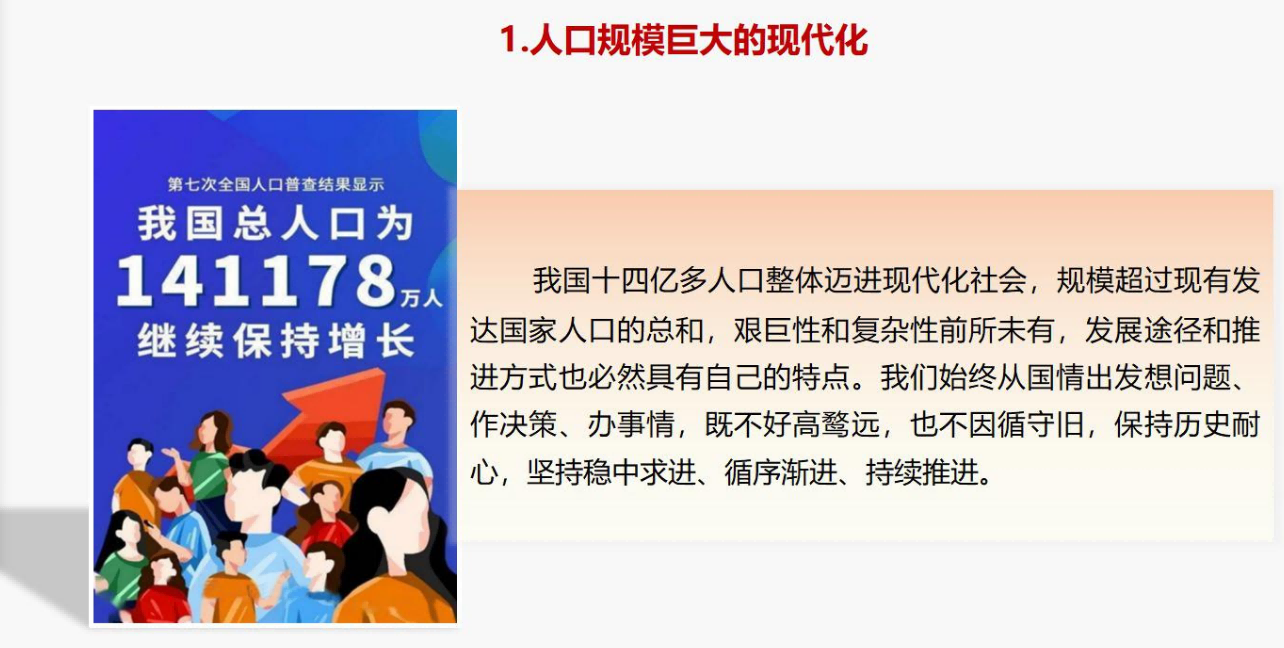 1.人口规模巨大的现代化
第七次全国人口普查结果显示
我国总人口为
141178万人
继续保持增长
我国十四亿多人口整体迈进现代化社会，规模超过现有发
达国家人口的总和，艰巨性和复杂性前所未有，发展途径和推
进方式也必然具有自己的特点。我们始终从国情出发想问题、
作决策、办事情，既不好高骛远，也不因循守旧，保持历史耐
心，坚持稳中求进、循序渐进、持续推进。